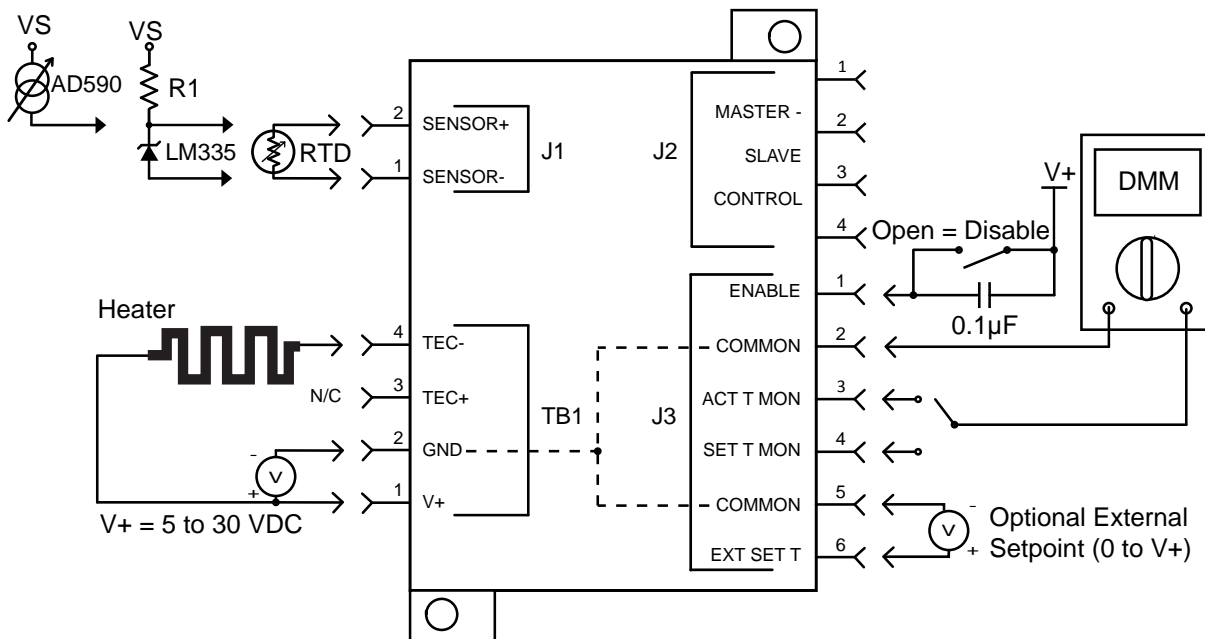 VS
VS
AD590
R1
LM335
RTD
2
SENSOR+
1
SENSOR-
J1
J2
MASTER -
SLAVE
CONTROL
1
2
3
4
V+
DMM
Open = Disable
0.1µF
Heater
4
TEC-
N/C
3
TEC+
2
GND
1
V+
TB1
-
V
+
V+ = 5 to 30 VDC
J3
ENABLE
1
COMMON
2
ACT T MON
3
SET T MON
4
COMMON
5
EXT SET T
6
-
V
+
Optional External
Setpoint (0 to V+)